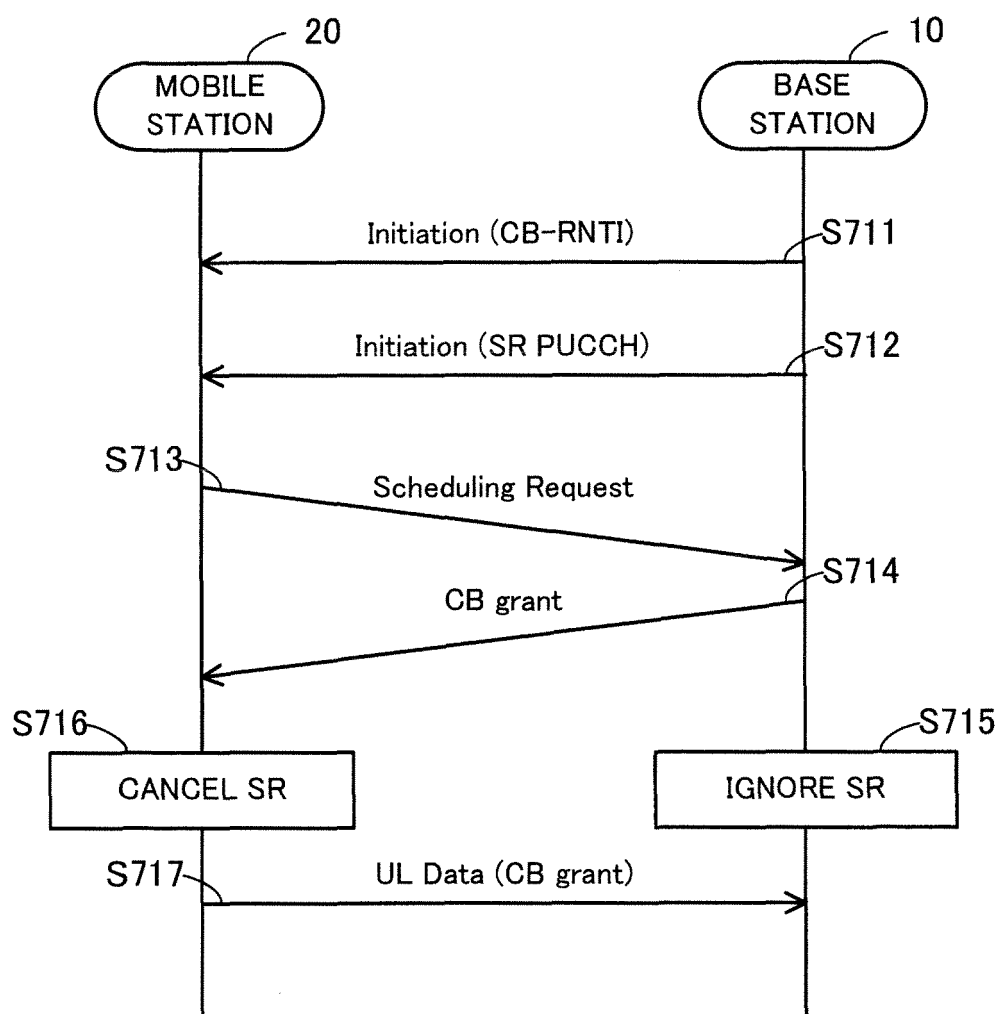 20
10
MOBILE
STATION
BASE
STATION
Initiation (CB-RNTI)
S711
Initiation (SR PUCCH)
S712
S713
Scheduling Request
S714
CB grant
S716
S715
CANCEL SR
IGNORE SR
S717
UL Data (CB grant)